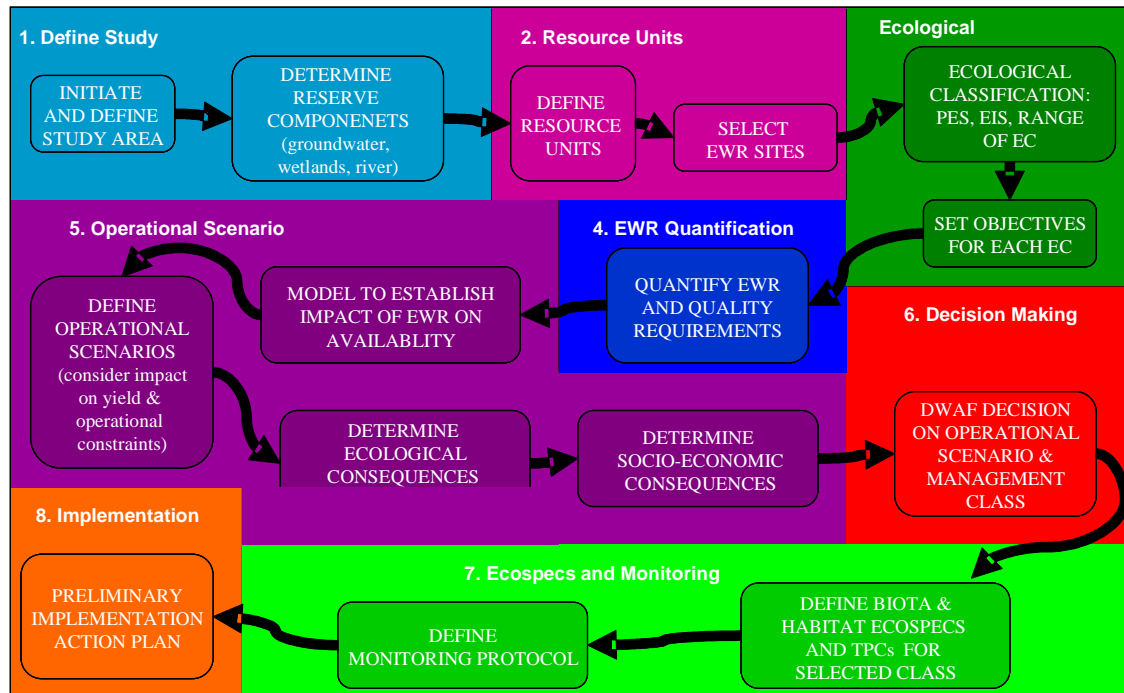 1. Define Study
INITIATE
AND DEFINE
STUDY AREA
DETERMINE
RESERVE
COMPONENETS
(groundwater,
wetlands, river)
2. Resource Units
DEFINE
RESOURCE
UNITS
SELECT
EWR SITES
Ecological
ECOLOGICAL
CLASSIFICATION:
PES, EIS, RANGE
OF EC
SET OBJECTIVES
FOR EACH EC
4. EWR Quantification
QUANTIFY EWR
AND QUALITY
REQUIREMENTS
5. Operational Scenario
MODEL TO ESTABLISH
IMPACT OF EWR ON
AVAILABLITY
DEFINE
OPERATIONAL
SCENARIOS
(consider impact
on yield &
operational
constraints)
DETERMINE
ECOLOGICAL
CONSEQUENCES
DETERMINE
SOCIO-ECONOMIC
CONSEQUENCES
6. Decision Making
DWAF DECISION
ON OPERATIONAL
SCENARIO &
MANAGEMENT
CLASS
7. Ecospecs and Monitoring
DEFINE BIOTA &
HABITAT ECOSPECS
AND TPCs FOR
SELECTED CLASS
DEFINE
MONITORING PROTOCOL
8. Implementation
PRELIMINARY
IMPLEMENTATION
ACTION PLAN